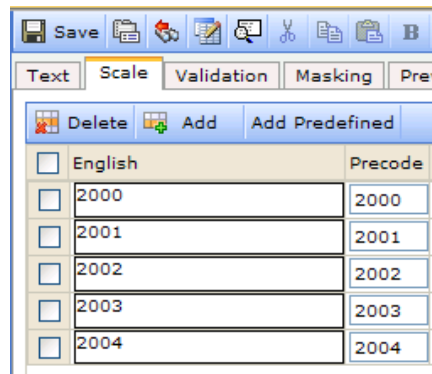 Save B
Text Scale Validation Masking Pre
Delete Add Add Predefined
English Precode
2000 2000
2001 2001
2002 2002
2003 2003
2004 2004